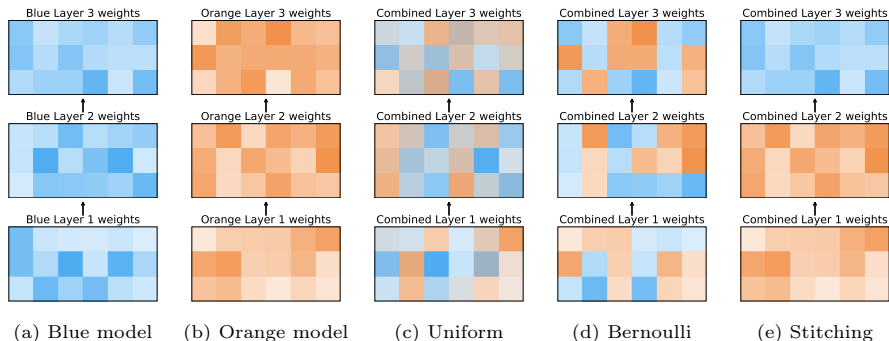 Blue Layer 3 weights
Orange Layer 3 weights
Combined Layer 3 weights
Combined Layer 3 weights
Combined Layer 3 weights
Blue Layer 2 weights
Orange Layer 2 weights
Combined Layer 2 weights
Combined Layer 2 weights
Combined Layer 2 weights
Blue Layer 1 weights
Orange Layer 1 weights
Combined Layer 1 weights
Combined Layer 1 weights
Combined Layer 1 weights
(a) Blue model
(b) Orange model
(c) Uniform
(d) Bernoulli
(e) Stitching